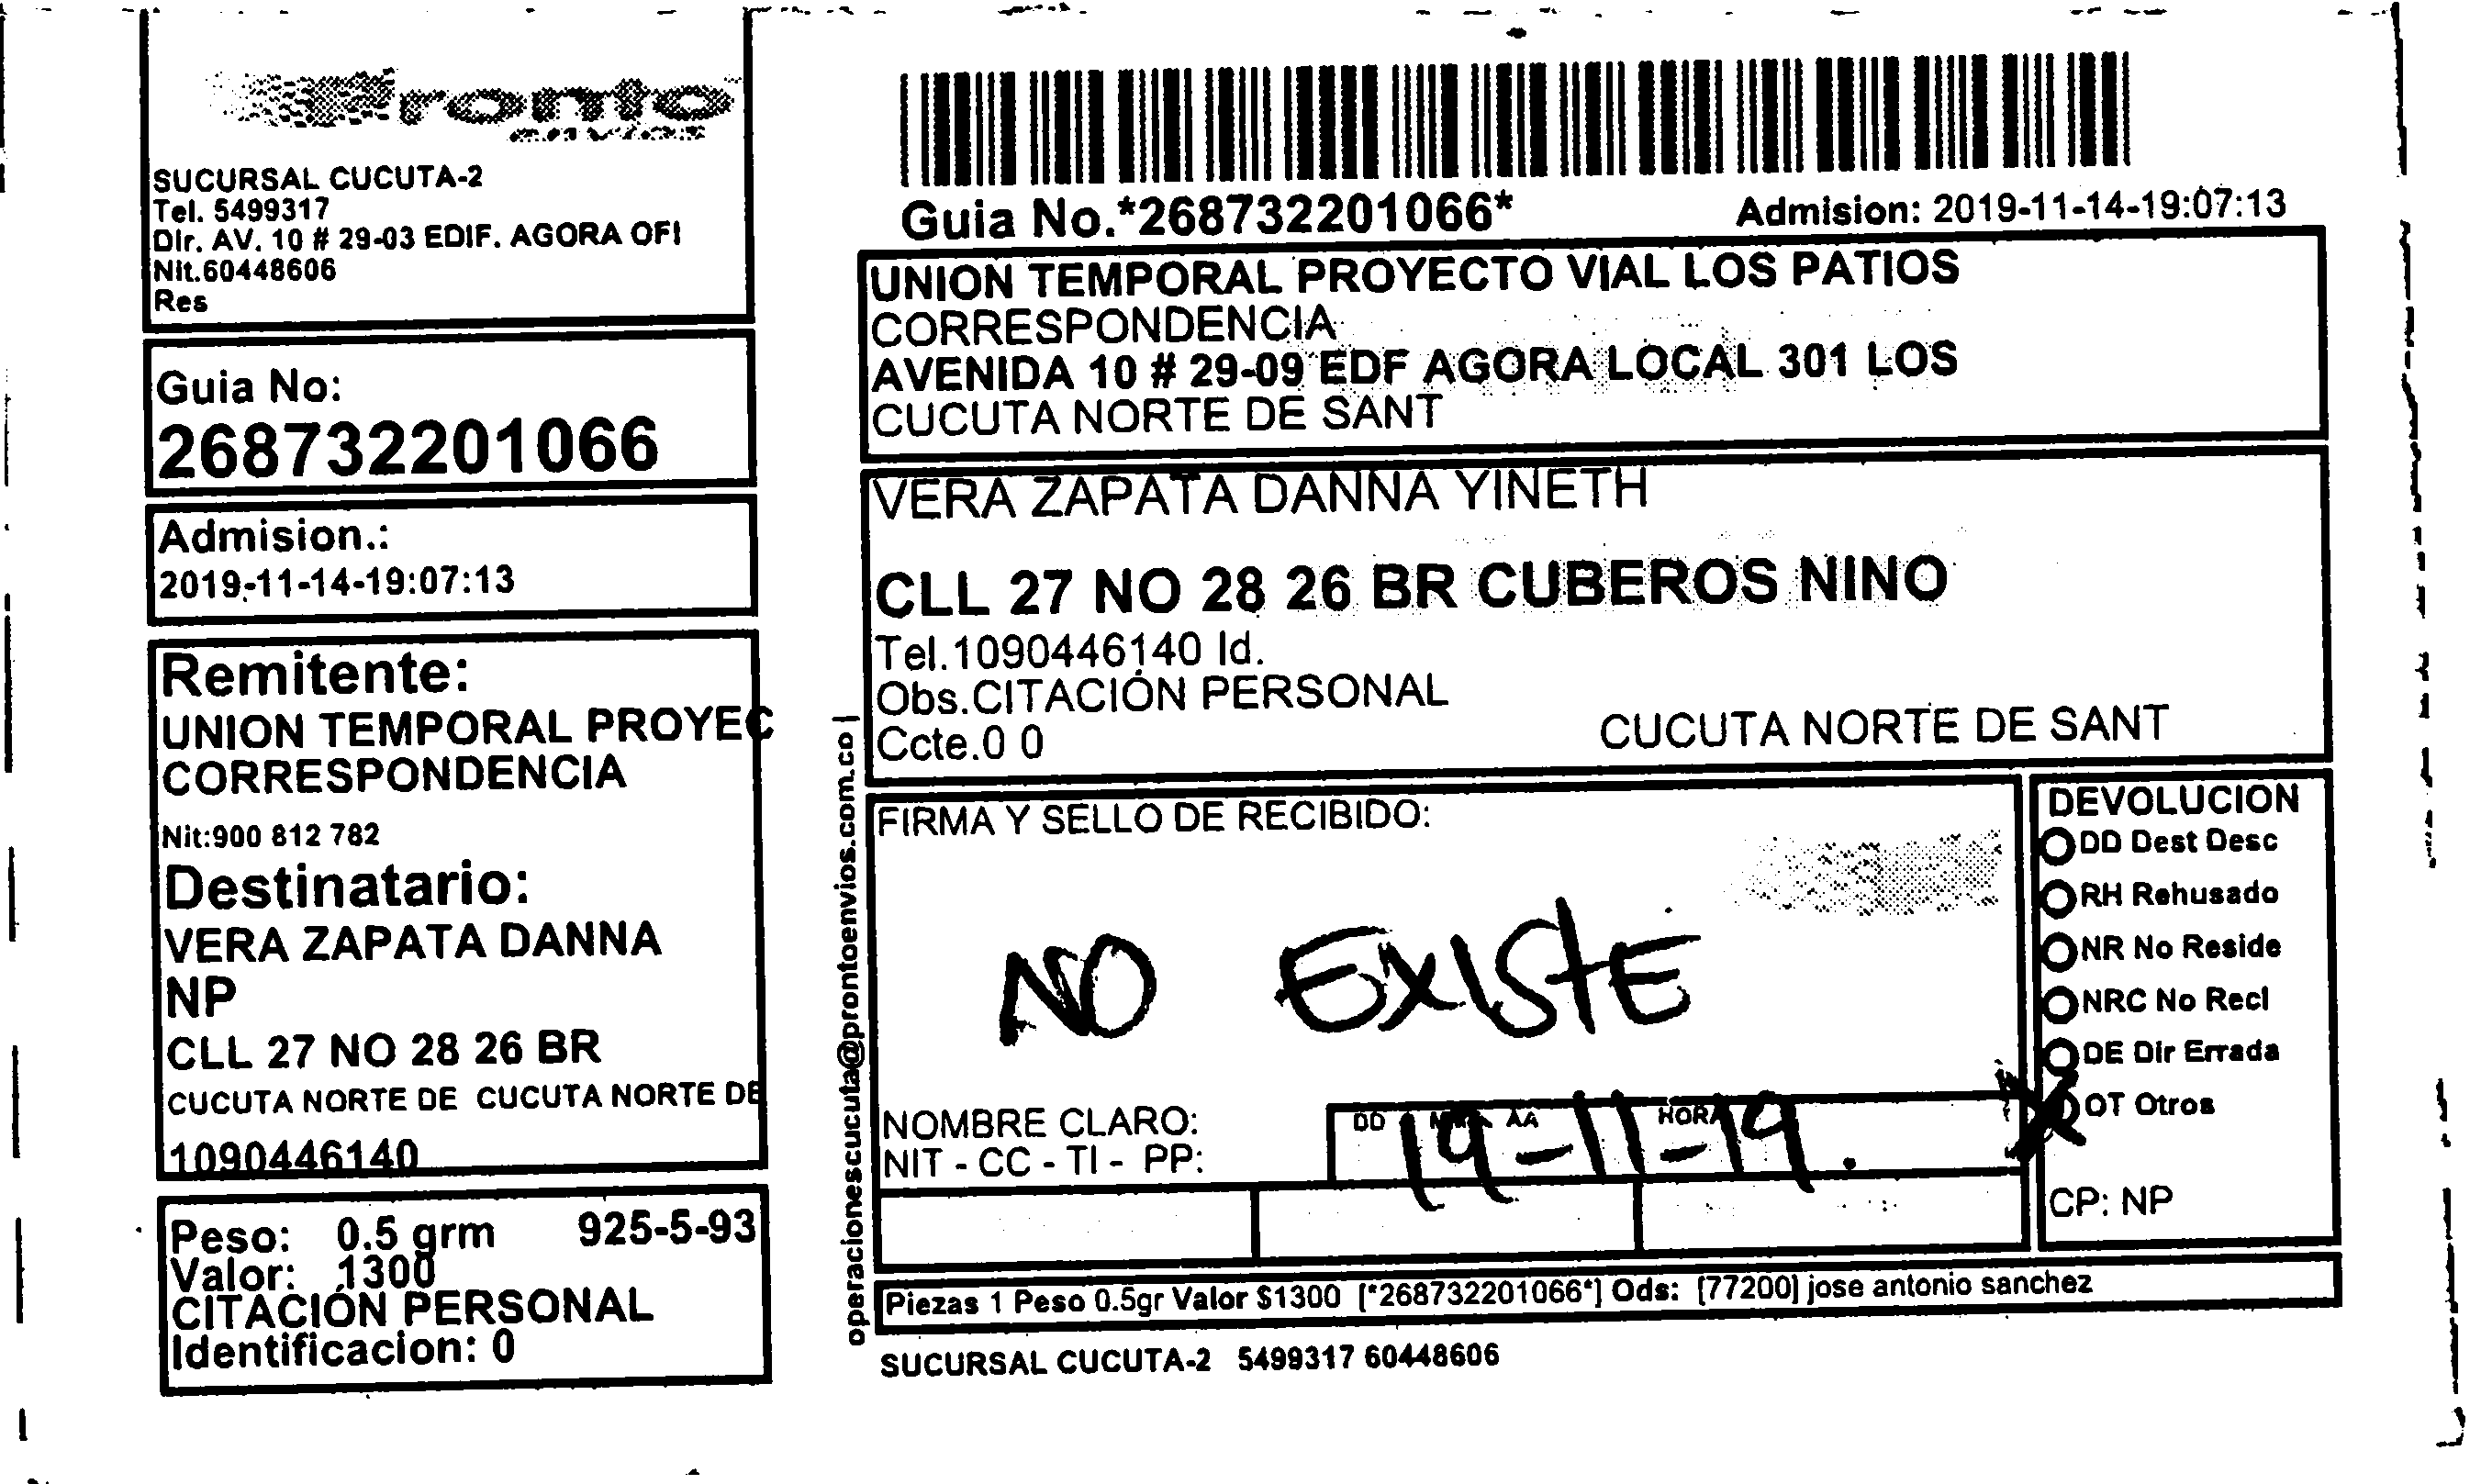 Pronto
envios
SUCURSAL CUCUTA-2
Tel. 5499317
Dir. AV. 10 # 29-03 EDIF. AGORA OFI
Nit.60448606
Res
Guia No:
268732201066
Admision.:
2019-11-14-19:07:13
Remitente:
UNION TEMPORAL PROYEC
CORRESPONDENCIA
Nit:900 812 782
Destinatario:
VERA ZAPATA DANNA
NP
CLL 27 NO 28 26 BR
CUCUTA NORTE DE CUCUTA NORTE DE
1090446140
Peso: 0.5 grm 925-5-93
Valor: 1300
CITACIÓN PERSONAL
Identificacion: 0
operacionescucuta@prontoenvios.com.co |
Guia No.*268732201066* Admision: 2019-11-14-19:07:13
UNION TEMPORAL PROYECTO VIAL LOS PATIOS
CORRESPONDENCIA
AVENIDA 10 # 29-09 EDF AGORA LOCAL 301 LOS
CUCUTA NORTE DE SANT
VERA ZAPATA DANNA YINETH
CLL 27 NO 28 26 BR CUBEROS NINO
Tel.1090446140 Id.
Obs.CITACIÓN PERSONAL
Ccte.0 0 CUCUTA NORTE DE SANT
FIRMA Y SELLO DE RECIBIDO:
NO EXISTE
NOMBRE CLARO:
NIT - CC - TI - PP:
DD MM AA HORA
19-11-19.
DEVOLUCION
DD Dest Desc
RH Rehusado
NR No Reside
NRC No Recl
DE Dir Errada
OT Otros
CP: NP
Piezas 1 Peso 0.5gr Valor $1300 [*268732201066*] Ods: [77200] jose antonio sanchez
SUCURSAL CUCUTA-2 5499317 60448606